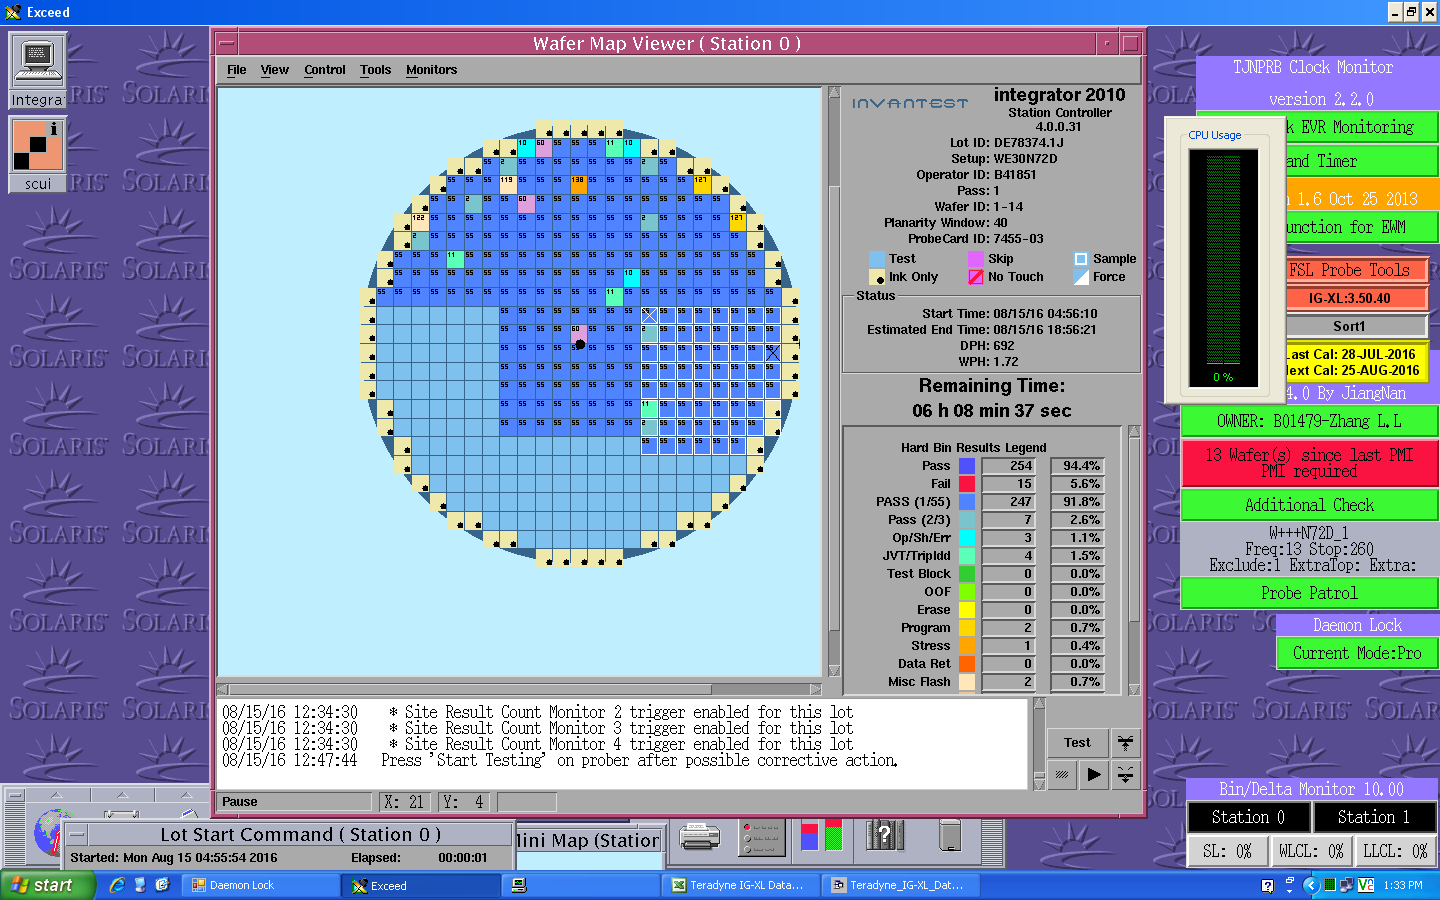 Exceed
Integra
scui
Wafer Map Viewer ( Station 0 )
File View Control Tools Monitors
INVANTEST
integrator 2010
Station Controller
4.0.0.31
Lot ID: DE78374.1J
Setup: WE30N72D
Operator ID: B41851
Pass: 1
Wafer ID: 1-14
Planarity Window: 40
ProbeCard ID: 7455-03
Test Skip Sample
Ink Only No Touch Force
Status
Start Time: 08/15/16 04:56:10
Estimated End Time: 08/15/16 18:56:21
DPH: 692
WPH: 1.72
Remaining Time:
06 h 08 min 37 sec
Hard Bin Results Legend
Pass 254 94.4%
Fail 15 5.6%
PASS (1/55) 247 91.8%
Pass (2/3) 7 2.6%
Op/Sh/Err 3 1.1%
JVT/TripIdd 4 1.5%
Test Block 0 0.0%
OOF 0 0.0%
Erase 0 0.0%
Program 2 0.7%
Stress 1 0.4%
Data Ret 0 0.0%
Misc Flash 2 0.7%
08/15/16 12:34:30 * Site Result Count Monitor 2 trigger enabled for this lot
08/15/16 12:34:30 * Site Result Count Monitor 3 trigger enabled for this lot
08/15/16 12:34:30 * Site Result Count Monitor 4 trigger enabled for this lot
08/15/16 12:47:44 Press 'Start Testing' on prober after possible corrective action.
Test
Pause X: 21 Y: 4
TJNPRB Clock Monitor
version 2.2.0
k EVR Monitoring
and Timer
1.6 Oct 25 2013
unction for EWM
CPU Usage
0 %
FSL Probe Tools
IG-XL:3.50.40
Sort1
Last Cal: 28-JUL-2016
Next Cal: 25-AUG-2016
4.0 By JiangNan
OWNER: B01479-Zhang L.L
13 Wafer(s) since last PMI
PMI required
Additional Check
W+++N72D_1
Freq:13 Stop:260
Exclude:1 ExtraTop: Extra:
Probe Patrol
Daemon Lock
Current Mode:Pro
Bin/Delta Monitor 10.00
Station 0 Station 1
SL: 0% WLCL: 0% LLCL: 0%
SOLARIS
Lot Start Command ( Station 0 )
Started: Mon Aug 15 04:55:54 2016 Elapsed: 00:00:01
Mini Map (Station
start Daemon Lock Exceed Teradyne IG-XL Data... Teradyne_IG-XL_Dat... 1:33 PM